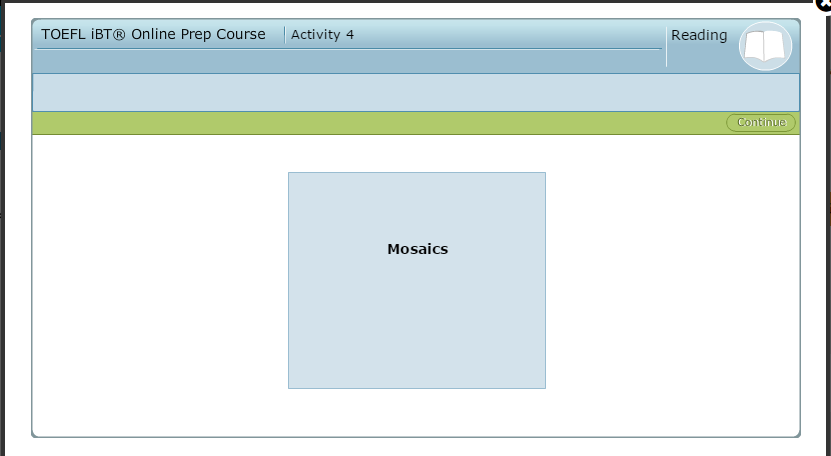 TOEFL iBT® Online Prep Course
Activity 4
Reading
Continue
Mosaics